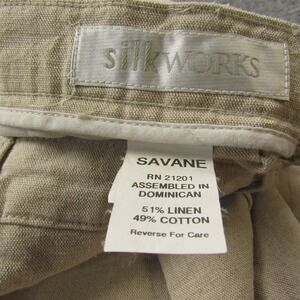 silkWORKS
SAVANE
RN 21201
ASSEMBLED IN
DOMINICAN
51% LINEN
49% COTTON
Reverse For Care